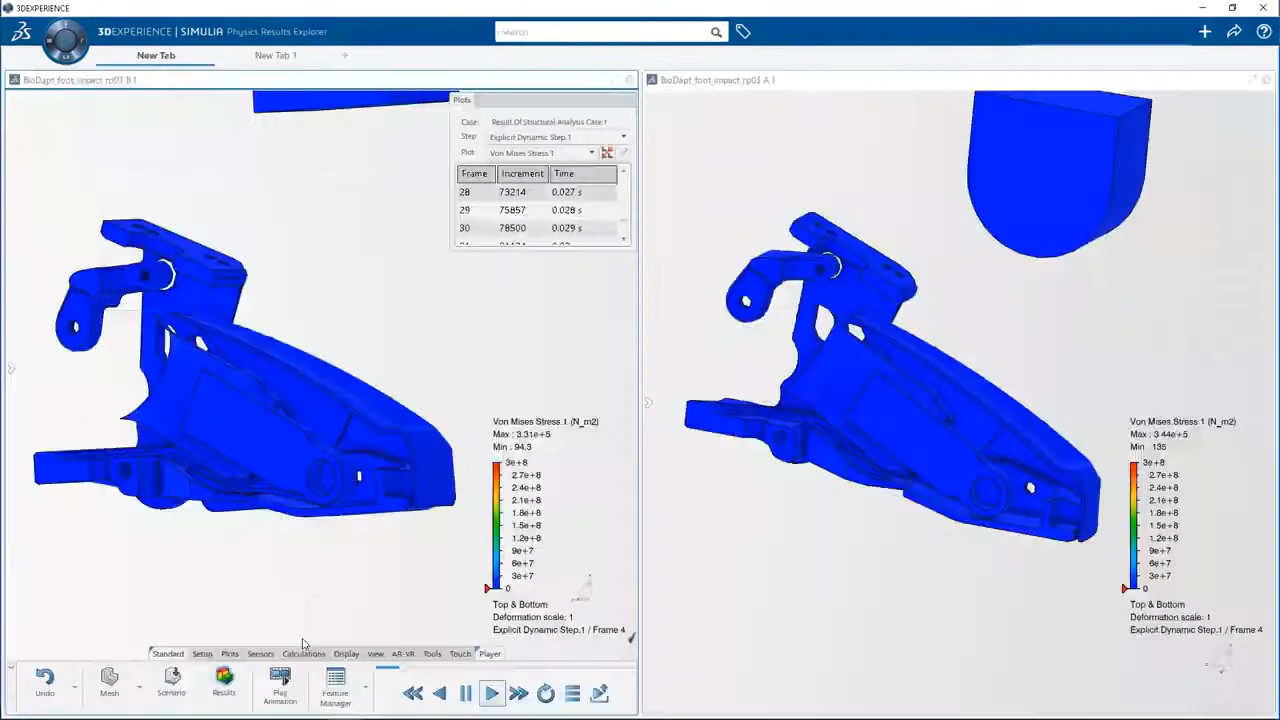 3DEXPERIENCE
3DEXPERIENCE | SIMULIA Physics Results Explorer
New Tab
New Tab 1
BioDapt_foot_impact_rp03 B.1
BioDapt_foot_impact_rp03 A.1
Plots
Case: Result Of Structural Analysis Case.1
Step: Explicit Dynamic Step.1
Plot: Von Mises Stress.1
Frame Increment Time
28 73214 0.027 s
29 75857 0.028 s
30 78500 0.029 s
Von Mises Stress.1 (N_m2)
Max : 3.31e+5
Min : 94.3
3e+8
2.7e+8
2.4e+8
2.1e+8
1.8e+8
1.5e+8
1.2e+8
9e+7
6e+7
3e+7
0
Top & Bottom
Deformation scale: 1
Explicit Dynamic Step.1 / Frame 4
Von Mises Stress.1 (N_m2)
Max : 3.44e+5
Min : 135
3e+8
2.7e+8
2.4e+8
2.1e+8
1.8e+8
1.5e+8
1.2e+8
9e+7
6e+7
3e+7
0
Top & Bottom
Deformation scale: 1
Explicit Dynamic Step.1 / Frame 4
Standard Setup Plots Sensors Calculations Display View AR-VR Tools Touch Player
Undo
Mesh
Scenario
Results
Play Animation
Feature Manager